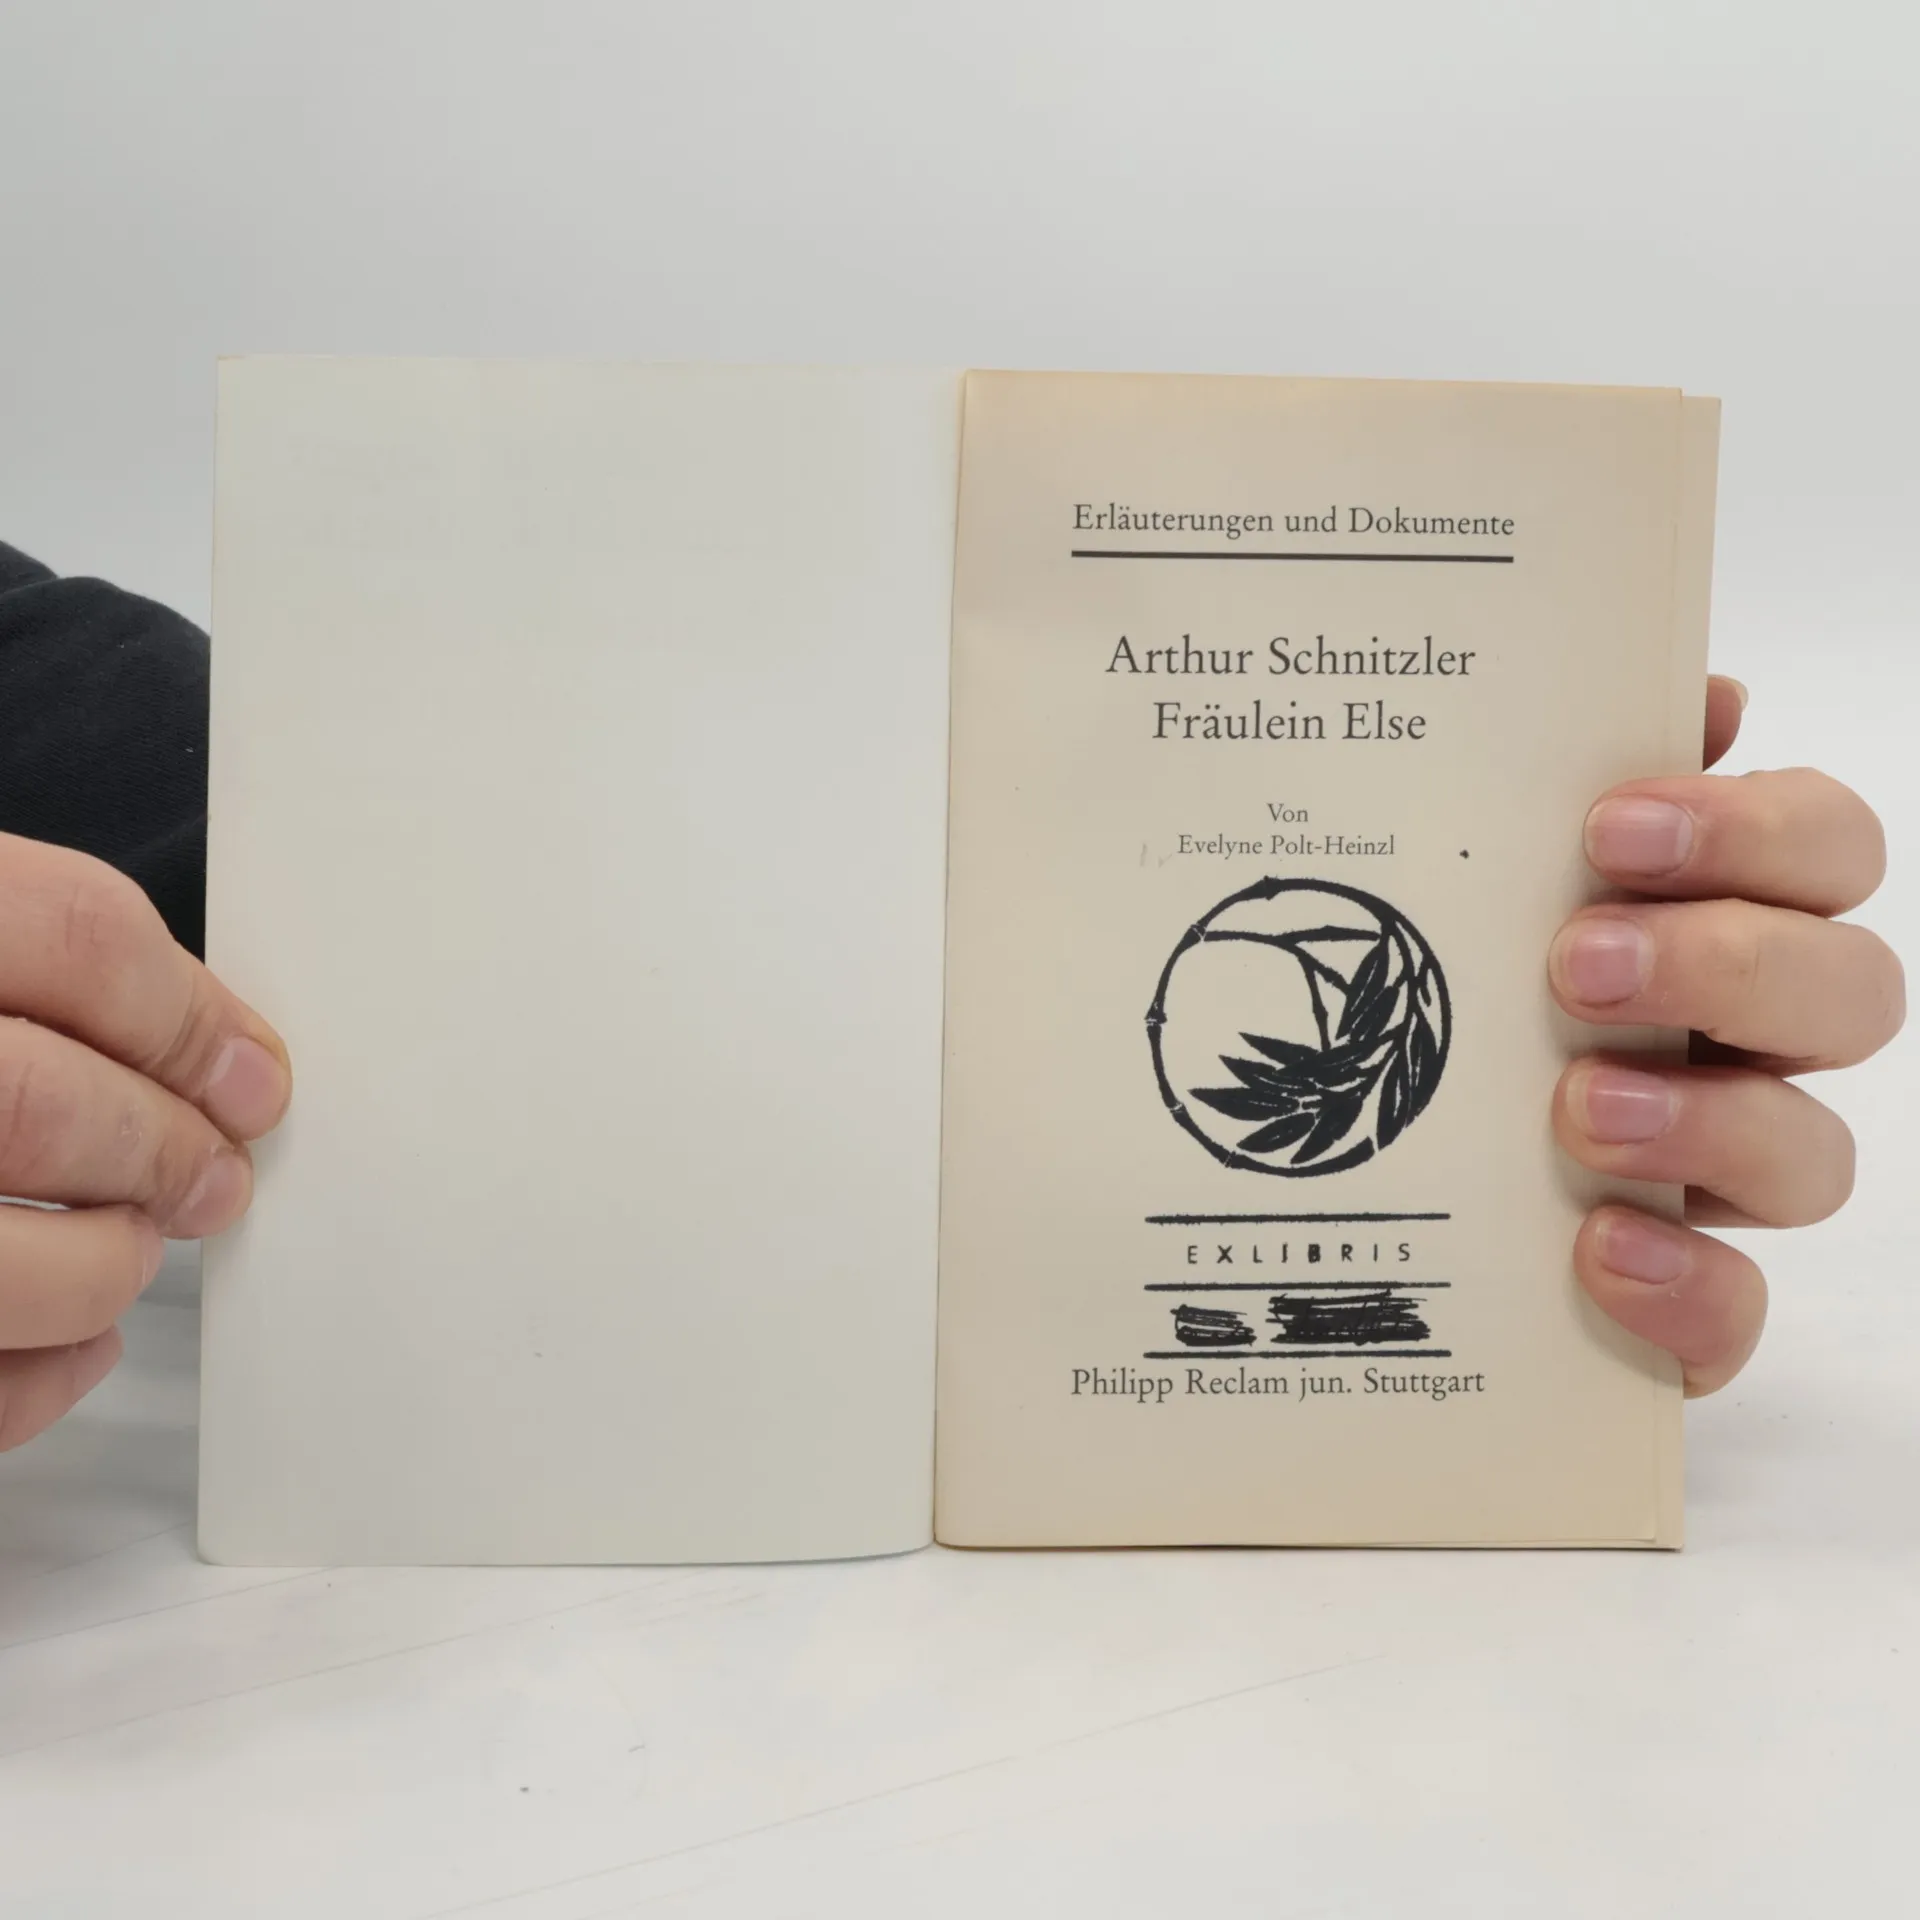 Erläuterungen und Dokumente
Arthur Schnitzler
Fräulein Else
Von
Evelyne Polt-Heinzl
EXLIBRIS
Philipp Reclam jun. Stuttgart